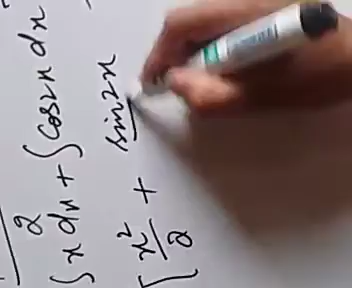 2
∫x dx + ∫cos2x dx
[x²/2 + sin2x